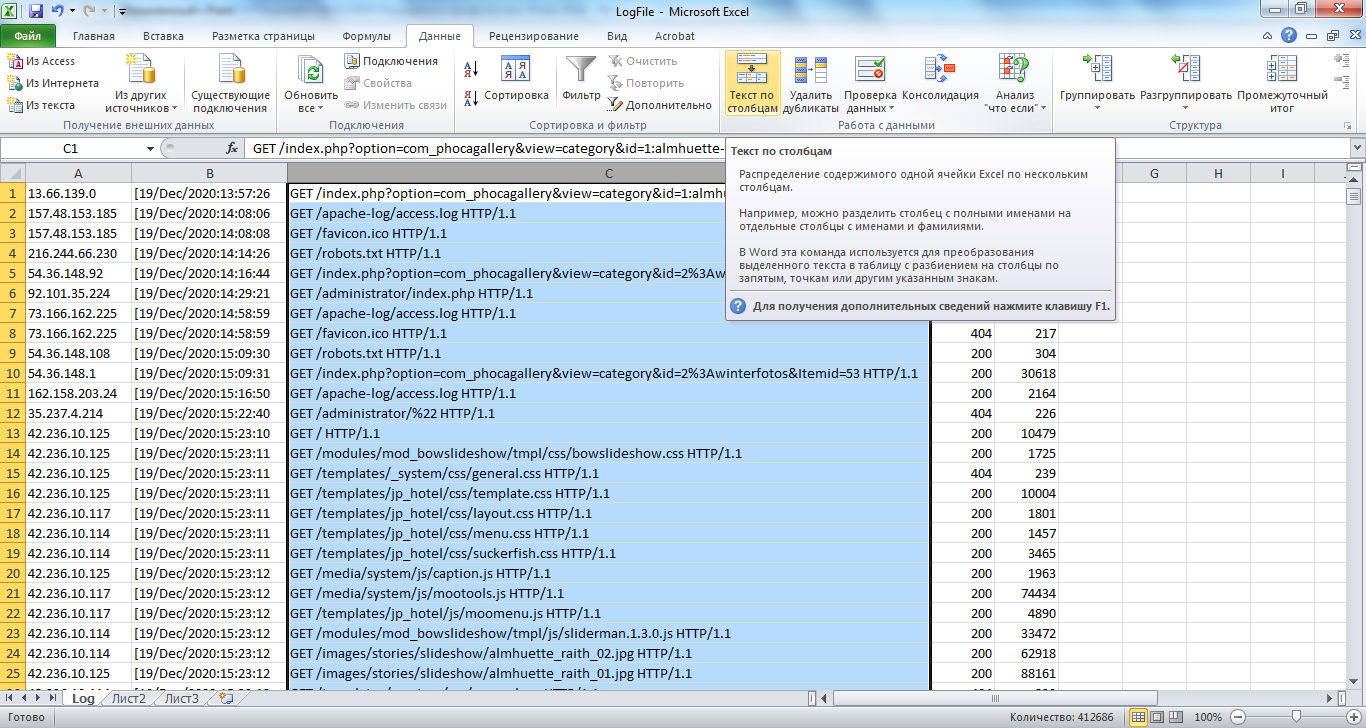 LogFile - Microsoft Excel
Файл Главная Вставка Разметка страницы Формулы Данные Рецензирование Вид Acrobat
Из Access
Из Интернета
Из текста
Из других источников
Существующие подключения
Получение внешних данных
Обновить все
Подключения
Свойства
Изменить связи
Подключения
Сортировка
Фильтр
Очистить
Повторить
Дополнительно
Сортировка и фильтр
Текст по столбцам
Удалить дубликаты
Проверка данных
Консолидация
Анализ "что если"
Работа с данными
Группировать
Разгруппировать
Промежуточный итог
Структура
C1 fx GET /index.php?option=com_phocagallery&view=category&id=1:almhuette-
Текст по столбцам
Распределение содержимого одной ячейки Excel по нескольким
столбцам.
Например, можно разделить столбец с полными именами на
отдельные столбцы с именами и фамилиями.
В Word эта команда используется для преобразования
выделенного текста в таблицу с разбиением на столбцы по
запятым, точкам или другим указанным знакам.
Для получения дополнительных сведений нажмите клавишу F1.
A B C G H I
1 13.66.139.0 [19/Dec/2020:13:57:26 GET /index.php?option=com_phocagallery&view=category&id=1:almhu
2 157.48.153.185 [19/Dec/2020:14:08:06 GET /apache-log/access.log HTTP/1.1
3 157.48.153.185 [19/Dec/2020:14:08:08 GET /favicon.ico HTTP/1.1
4 216.244.66.230 [19/Dec/2020:14:14:26 GET /robots.txt HTTP/1.1
5 54.36.148.92 [19/Dec/2020:14:16:44 GET /index.php?option=com_phocagallery&view=category&id=2%3Aw
6 92.101.35.224 [19/Dec/2020:14:29:21 GET /administrator/index.php HTTP/1.1
7 73.166.162.225 [19/Dec/2020:14:58:59 GET /apache-log/access.log HTTP/1.1
8 73.166.162.225 [19/Dec/2020:14:58:59 GET /favicon.ico HTTP/1.1 404 217
9 54.36.148.108 [19/Dec/2020:15:09:30 GET /robots.txt HTTP/1.1 200 304
10 54.36.148.1 [19/Dec/2020:15:09:31 GET /index.php?option=com_phocagallery&view=category&id=2%3Awinterfotos&Itemid=53 HTTP/1.1 200 30618
11 162.158.203.24 [19/Dec/2020:15:16:50 GET /apache-log/access.log HTTP/1.1 200 2164
12 35.237.4.214 [19/Dec/2020:15:22:40 GET /administrator/%22 HTTP/1.1 404 226
13 42.236.10.125 [19/Dec/2020:15:23:10 GET / HTTP/1.1 200 10479
14 42.236.10.125 [19/Dec/2020:15:23:11 GET /modules/mod_bowslideshow/tmpl/css/bowslideshow.css HTTP/1.1 200 1725
15 42.236.10.125 [19/Dec/2020:15:23:11 GET /templates/_system/css/general.css HTTP/1.1 404 239
16 42.236.10.125 [19/Dec/2020:15:23:11 GET /templates/jp_hotel/css/template.css HTTP/1.1 200 10004
17 42.236.10.117 [19/Dec/2020:15:23:11 GET /templates/jp_hotel/css/layout.css HTTP/1.1 200 1801
18 42.236.10.114 [19/Dec/2020:15:23:11 GET /templates/jp_hotel/css/menu.css HTTP/1.1 200 1457
19 42.236.10.114 [19/Dec/2020:15:23:11 GET /templates/jp_hotel/css/suckerfish.css HTTP/1.1 200 3465
20 42.236.10.125 [19/Dec/2020:15:23:12 GET /media/system/js/caption.js HTTP/1.1 200 1963
21 42.236.10.117 [19/Dec/2020:15:23:12 GET /media/system/js/mootools.js HTTP/1.1 200 74434
22 42.236.10.117 [19/Dec/2020:15:23:12 GET /templates/jp_hotel/js/moomenu.js HTTP/1.1 200 4890
23 42.236.10.114 [19/Dec/2020:15:23:12 GET /modules/mod_bowslideshow/tmpl/js/sliderman.1.3.0.js HTTP/1.1 200 33472
24 42.236.10.114 [19/Dec/2020:15:23:12 GET /images/stories/slideshow/almhuette_raith_02.jpg HTTP/1.1 200 62918
25 42.236.10.125 [19/Dec/2020:15:23:12 GET /images/stories/slideshow/almhuette_raith_01.jpg HTTP/1.1 200 88161
Log Лист2 Лист3
Готово Количество: 412686 100%